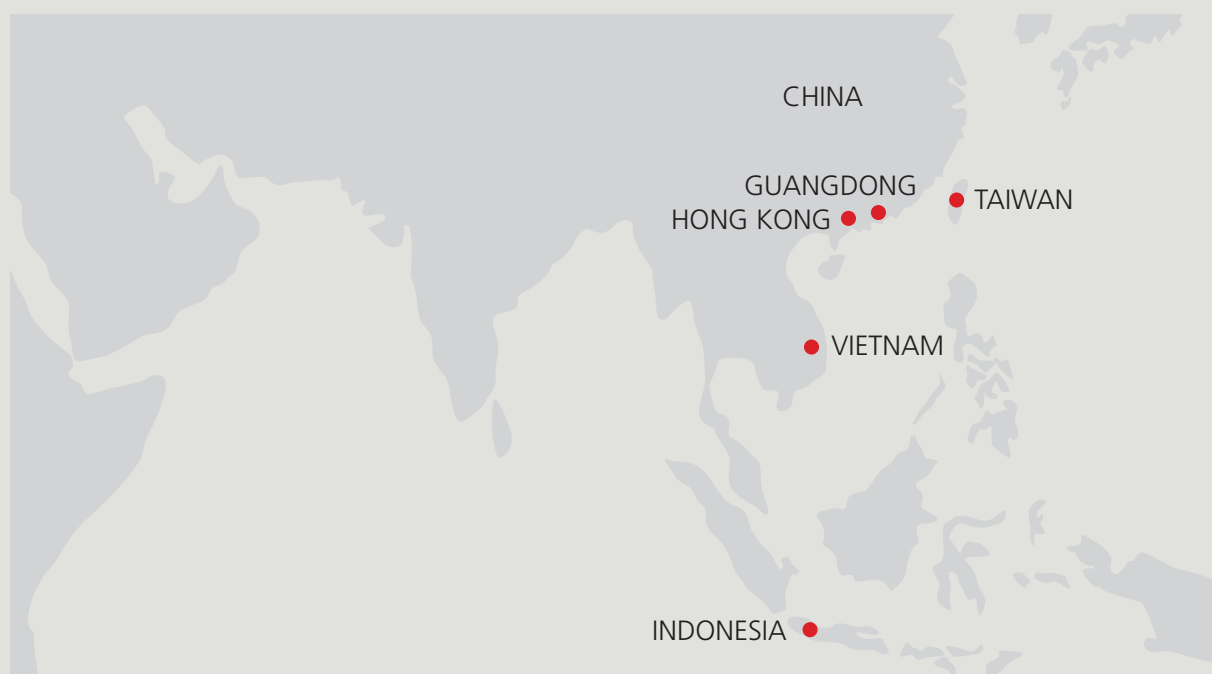 CHINA
GUANGDONG
HONG KONG
TAIWAN
VIETNAM
INDONESIA